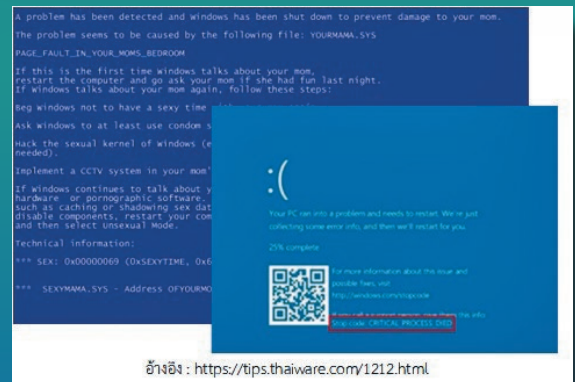 A problem has been detected and Windows has been shut down to prevent damage to your mom.
The problem seems to be caused by the following file: YOURMAMA.SYS
PAGE_FAULT_IN_YOUR_MOMS_BEDROOM
If this is the first time Windows talks about your mom,
restart the computer and go ask your mom if she had fun last night.
If Windows talks about your mom again, follow these steps:
Beg Windows not to have a sexy time
Ask Windows to at least use condom s
Hack the sexual kernel of Windows (e
needed).
Implement a CCTV system in your mom'
If Windows continues to talk about y
hardware or pornographic software.
such as caching or shadowing sex dat
disable components, restart your com
and then select Unsexual Mode.
Technical information:
*** SEX: 0x00000069 (0xSEXYTIME, 0x6
*** SEXYMAMA.SYS - Address OFYOURMO
:(
Your PC ran into a problem and needs to restart. We're just
collecting some error info, and then we'll restart for you.
25% complete
For more information about this issue and
possible fixes, visit
http://windows.com/stopcode
If you call a support person, give them this info:
Stop code: CRITICAL PROCESS DIED
อ้างอิง : https://tips.thaiware.com/1212.html